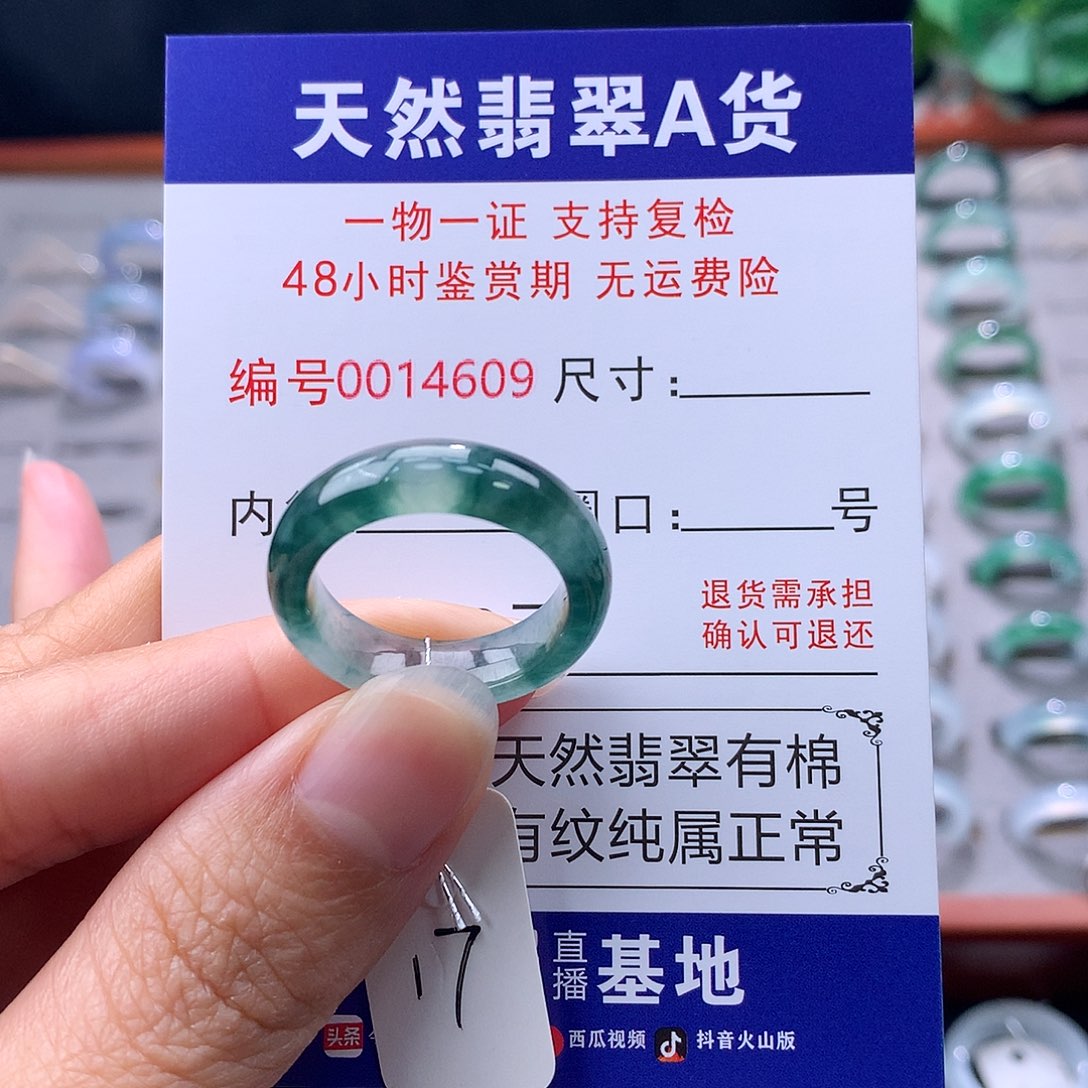 天然翡翠A货
一物一证 支持复检
48小时鉴赏期 无运费险
编号0014609 尺寸:
内 口: 号
退货需承担
确认可退还
天然翡翠有棉
有纹纯属正常
直播 基地
头条 西瓜视频 抖音火山版
17